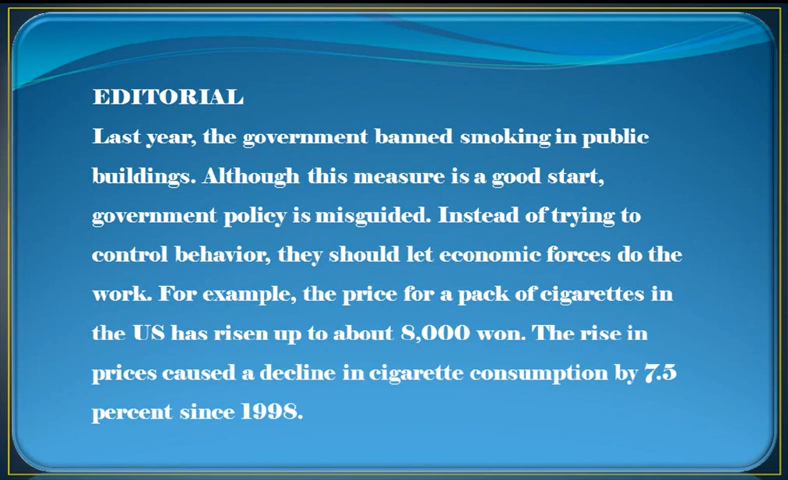 EDITORIAL
Last year, the government banned smoking in public
buildings. Although this measure is a good start,
government policy is misguided. Instead of trying to
control behavior, they should let economic forces do the
work. For example, the price for a pack of cigarettes in
the US has risen up to about 8,000 won. The rise in
prices caused a decline in cigarette consumption by 7.5
percent since 1998.